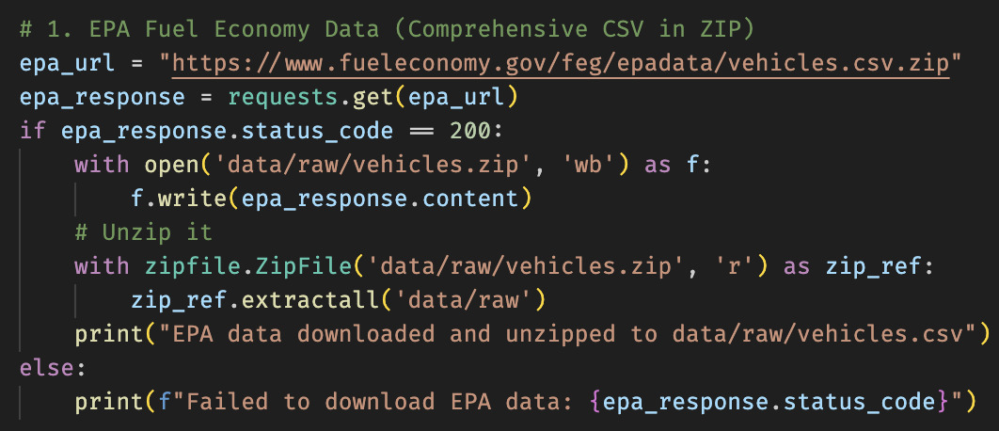 # 1. EPA Fuel Economy Data (Comprehensive CSV in ZIP)
epa_url = "https://www.fueleconomy.gov/feg/epadata/vehicles.csv.zip"
epa_response = requests.get(epa_url)
if epa_response.status_code == 200:
    with open('data/raw/vehicles.zip', 'wb') as f:
        f.write(epa_response.content)
    # Unzip it
    with zipfile.ZipFile('data/raw/vehicles.zip', 'r') as zip_ref:
        zip_ref.extractall('data/raw')
    print("EPA data downloaded and unzipped to data/raw/vehicles.csv")
else:
    print(f"Failed to download EPA data: {epa_response.status_code}")